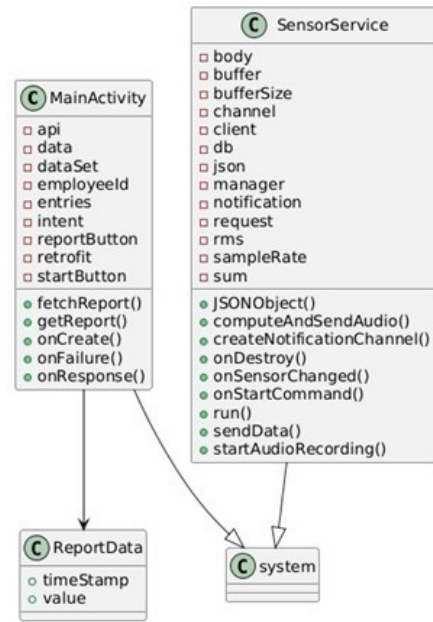 C SensorService
body
buffer
bufferSize
channel
client
db
json
manager
notification
request
rms
sampleRate
sum
JSONObject()
computeAndSendAudio()
createNotificationChannel()
onDestroy()
onSensorChanged()
onStartCommand()
run()
sendData()
startAudioRecording()
C MainActivity
api
data
dataSet
employeeId
entries
intent
reportButton
retrofit
startButton
fetchReport()
getReport()
onCreate()
onFailure()
onResponse()
C ReportData
timeStamp
value
C system